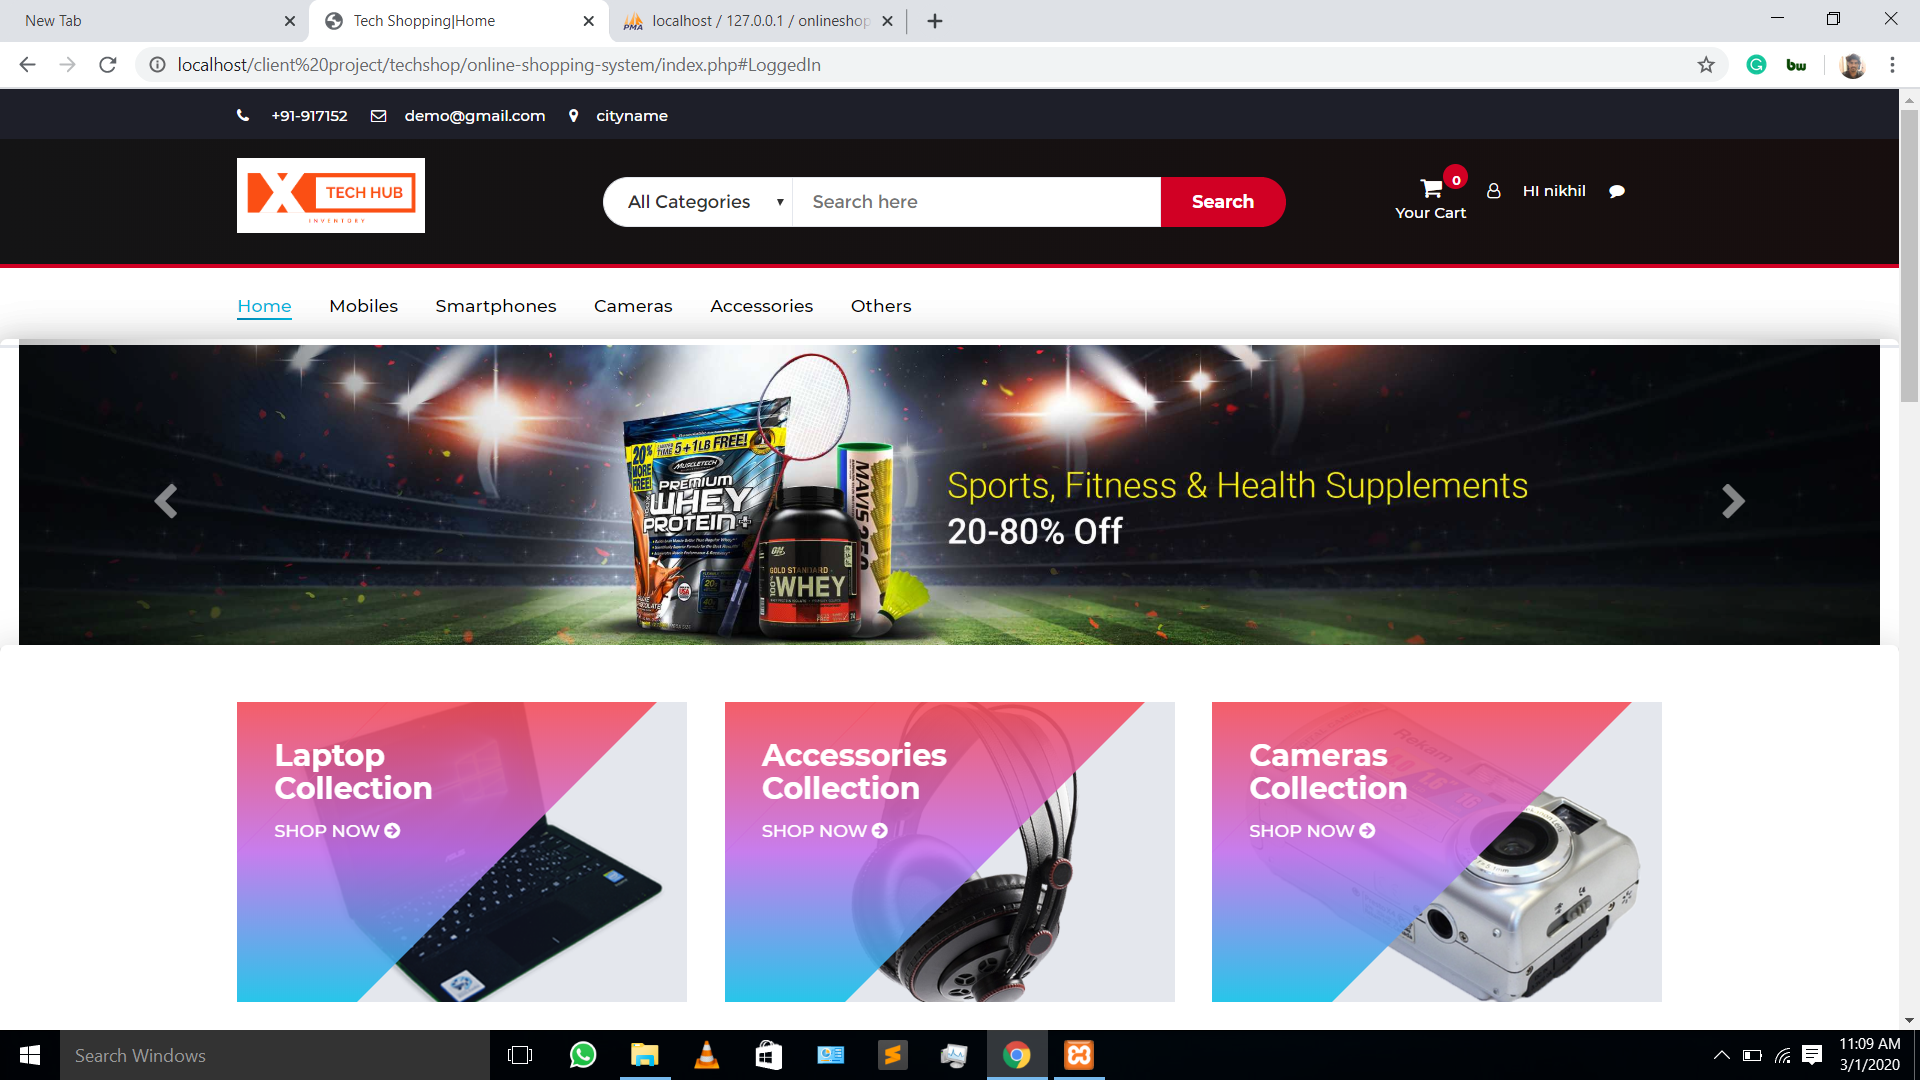 New Tab
Tech Shopping|Home
localhost / 127.0.0.1 / onlineshop
localhost/client%20project/techshop/online-shopping-system/index.php#LoggedIn
+91-917152 demo@gmail.com cityname
TECH HUB
INVENTORY
All Categories
Search here
Search
0
Your Cart
HI nikhil
Home Mobiles Smartphones Cameras Accessories Others
20% MORE FREE!
TIME 5+1LB FREE!
MUSCLETECH
PREMIUM
100% WHEY
PROTEIN+
MAVIS 350
ON
GOLD STANDARD
100% WHEY
Sports, Fitness & Health Supplements
20-80% Off
Laptop
Collection
SHOP NOW
Accessories
Collection
SHOP NOW
Cameras
Collection
SHOP NOW
Rekam
Search Windows
11:09 AM
3/1/2020